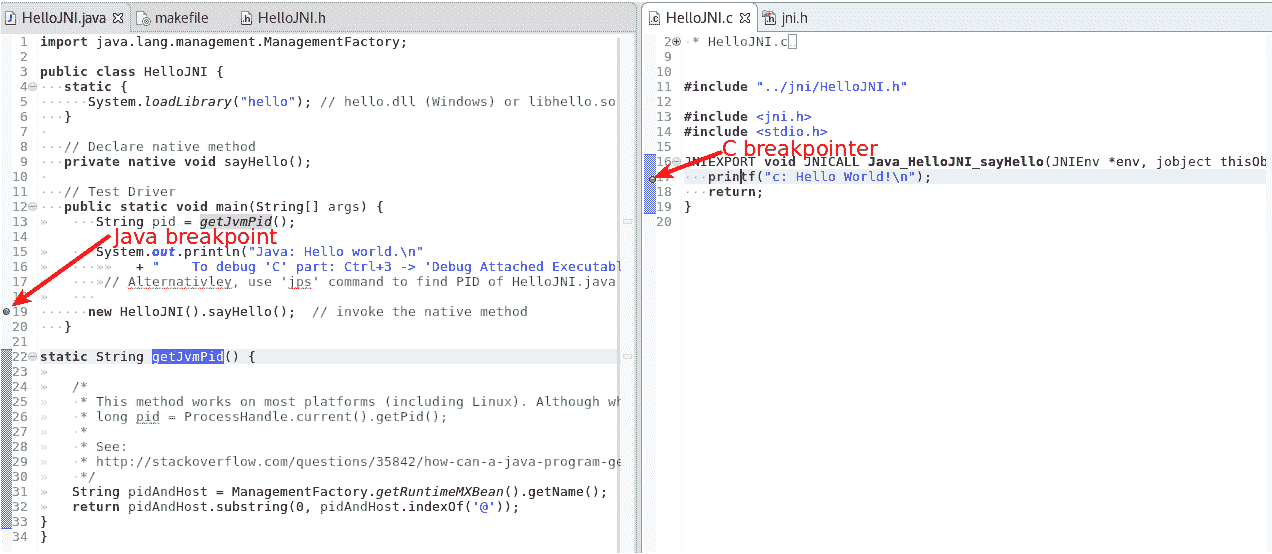 HelloJNI.java makefile HelloJNI.h
1 import java.lang.management.ManagementFactory;
2
3 public class HelloJNI {
4 static {
5 System.loadLibrary("hello"); // hello.dll (Windows) or libhello.so
6 }
7
8 // Declare native method
9 private native void sayHello();
10
11 // Test Driver
12 public static void main(String[] args) {
13 String pid = getJvmPid();
14
Java breakpoint
15 System.out.println("Java: Hello world.\n"
16 + " To debug 'C' part: Ctrl+3 -> 'Debug Attached Executabl
17 // Alternativley, use 'jps' command to find PID of HelloJNI.java
18
19 new HelloJNI().sayHello(); // invoke the native method
20 }
21
22 static String getJvmPid() {
23
24 /*
25 * This method works on most platforms (including Linux). Although wh
26 * long pid = ProcessHandle.current().getPid();
27 *
28 * See:
29 * http://stackoverflow.com/questions/35842/how-can-a-java-program-ge
30 */
31 String pidAndHost = ManagementFactory.getRuntimeMXBean().getName();
32 return pidAndHost.substring(0, pidAndHost.indexOf('@'));
33 }
34 }
HelloJNI.c jni.h
2 * HelloJNI.c
9
10
11 #include "../jni/HelloJNI.h"
12
13 #include <jni.h>
14 #include <stdio.h>
15
C breakpointer
16 JNIEXPORT void JNICALL Java_HelloJNI_sayHello(JNIEnv *env, jobject thisOb
17 printf("c: Hello World!\n");
18 return;
19 }
20